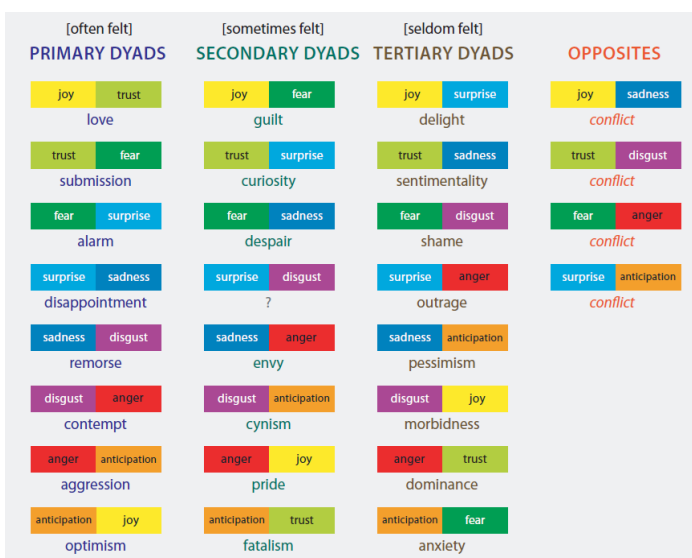 [often felt] [sometimes felt] [seldom felt]
PRIMARY DYADS SECONDARY DYADS TERTIARY DYADS OPPOSITES
joy trust joy fear joy surprise joy sadness
love guilt delight conflict
trust fear trust surprise trust sadness trust disgust
submission curiosity sentimentality conflict
fear surprise fear sadness fear disgust fear anger
alarm despair shame conflict
surprise sadness surprise disgust surprise anger surprise anticipation
disappointment ? outrage conflict
sadness disgust sadness anger sadness anticipation
remorse envy pessimism
disgust anger disgust anticipation disgust joy
contempt cynism morbidness
anger anticipation anger joy anger trust
aggression pride dominance
anticipation joy anticipation trust anticipation fear
optimism fatalism anxiety